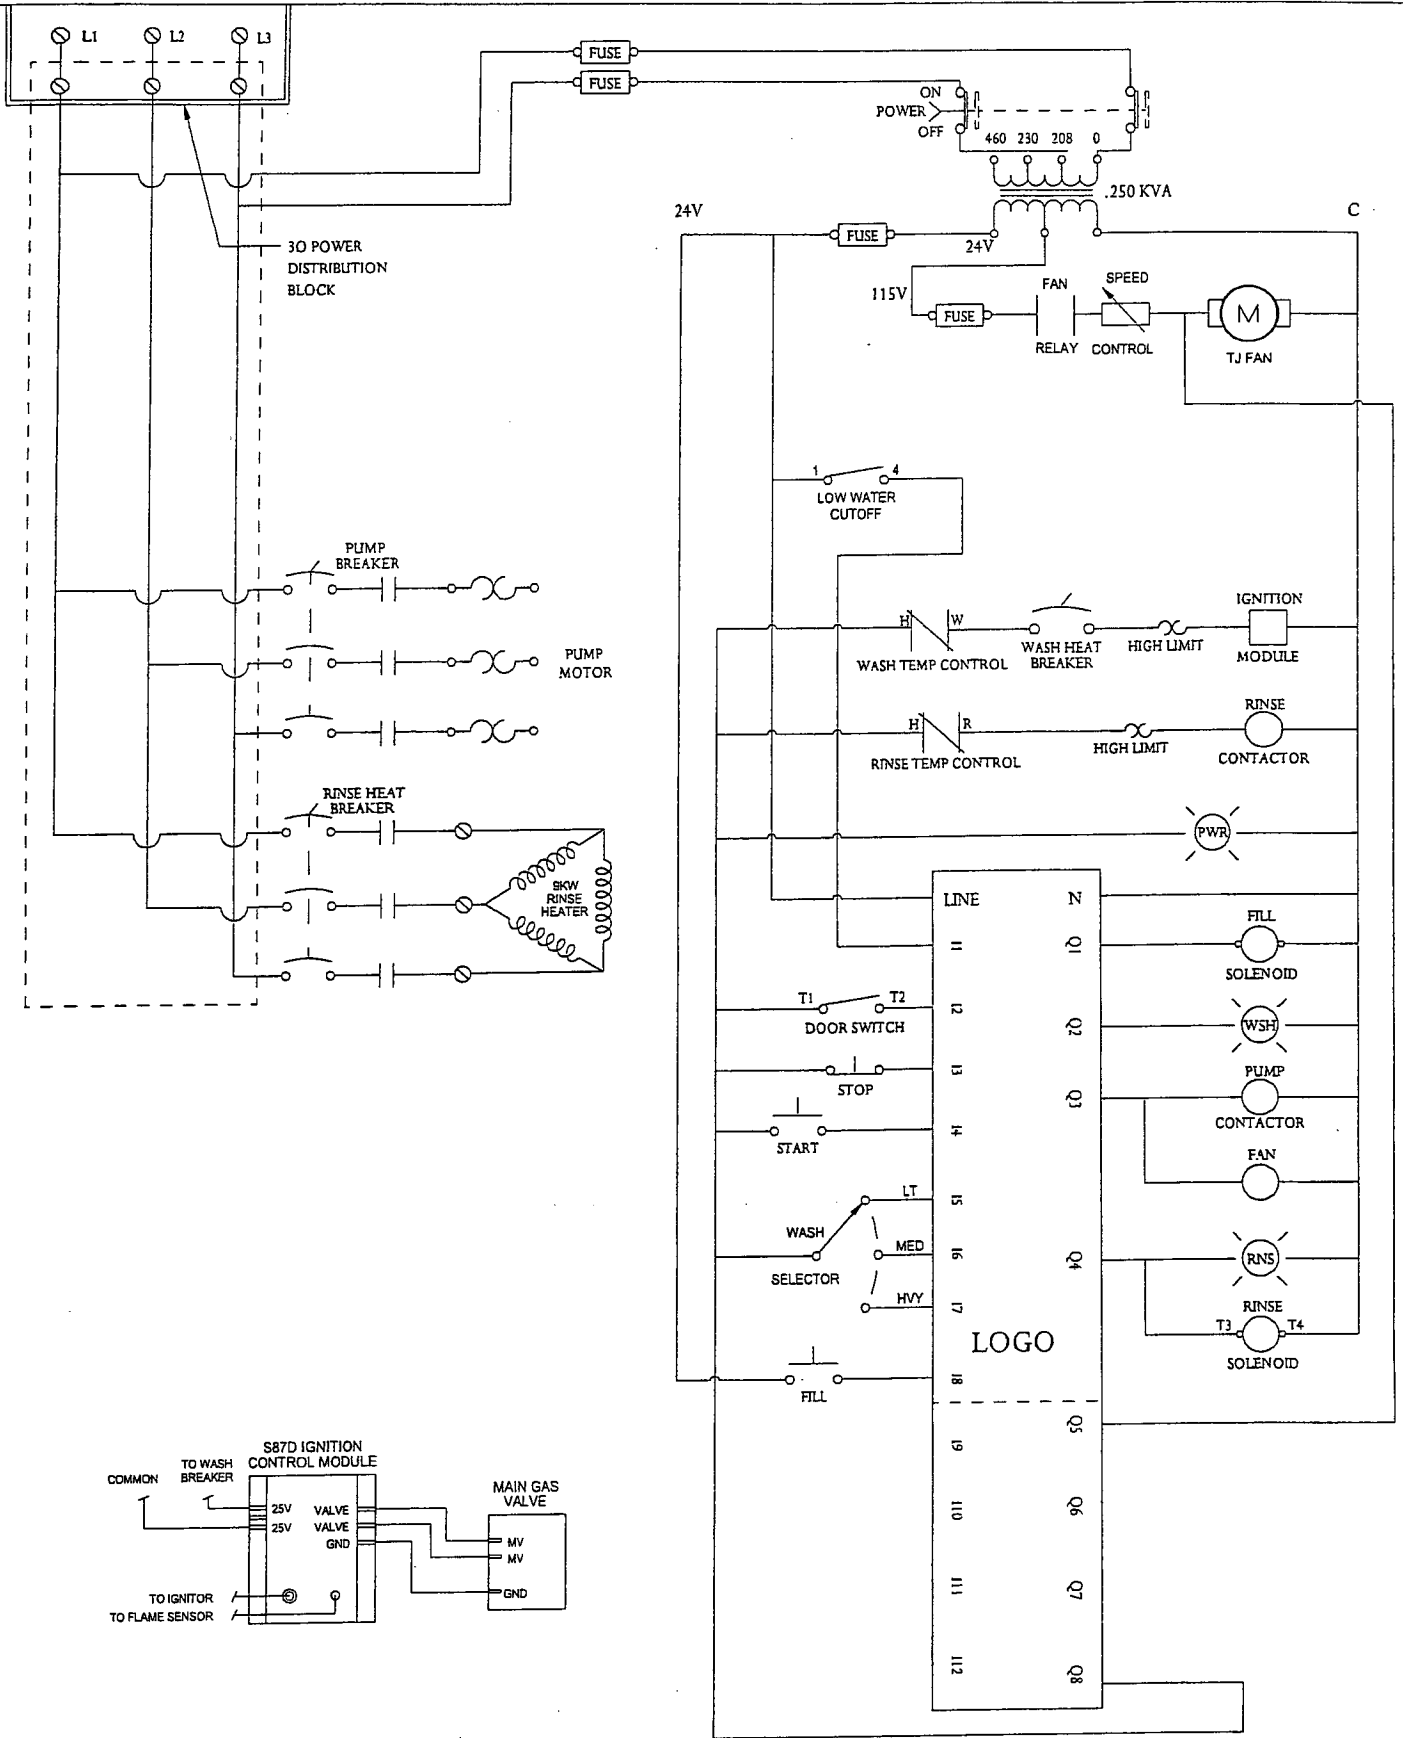 L1
L2
L3
FUSE
FUSE
ON
POWER
OFF
460 230 208 0
.250 KVA
3O POWER
DISTRIBUTION
BLOCK
24V
FUSE
24V
C
115V
FUSE
FAN
RELAY
SPEED
CONTROL
M
TJ FAN
1
4
LOW WATER
CUTOFF
PUMP
BREAKER
PUMP
MOTOR
H
W
WASH TEMP CONTROL
WASH HEAT
BREAKER
HIGH LIMIT
IGNITION
MODULE
H
R
RINSE TEMP CONTROL
HIGH LIMIT
RINSE
CONTACTOR
RINSE HEAT
BREAKER
9KW
RINSE
HEATER
PWR
LINE
N
I1
Q1
FILL
SOLENOID
T1
T2
DOOR SWITCH
I2
Q2
WSH
STOP
I3
Q3
PUMP
CONTACTOR
START
I4
FAN
WASH
SELECTOR
LT
I5
MED
I6
HVY
I7
Q4
RNS
RINSE
T3
T4
SOLENOID
LOGO
FILL
I8
Q5
I9
I10
Q6
I11
Q7
I12
Q8
S87D IGNITION
CONTROL MODULE
COMMON
TO WASH
BREAKER
25V
25V
VALVE
VALVE
GND
TO IGNITOR
TO FLAME SENSOR
MAIN GAS
VALVE
MV
MV
GND